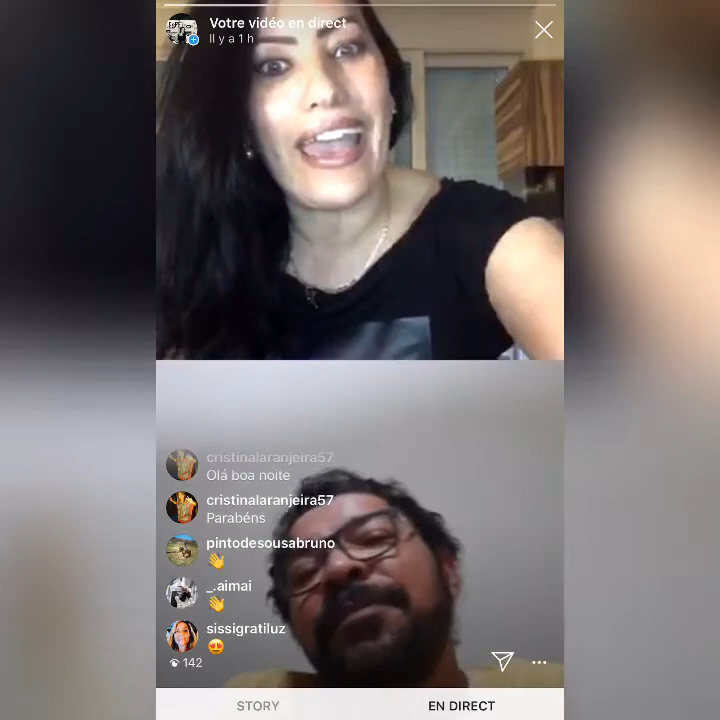 Votre vidéo en direct
Il y a 1 h
cristinalaranjeira57
Olá boa noite
cristinalaranjeira57
Parabéns
pintodesousabruno
👋
_.aimai
👋
sissigratiluz
😍
142
STORY
EN DIRECT